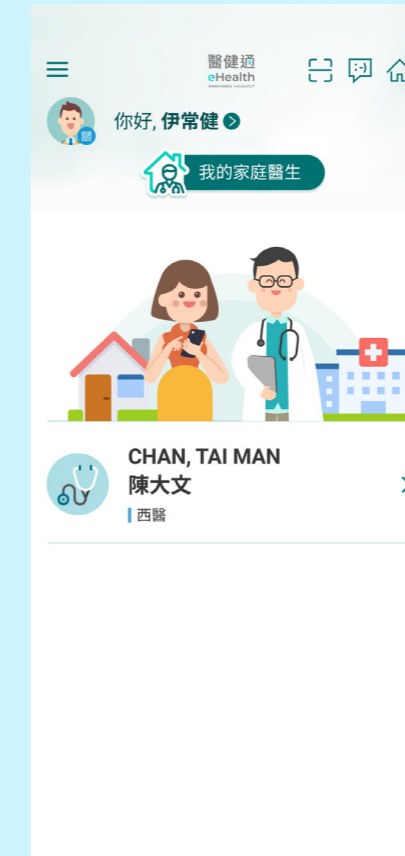 醫健通
eHealth
你好, 伊常健
我的家庭醫生
CHAN, TAI MAN
陳大文
西醫